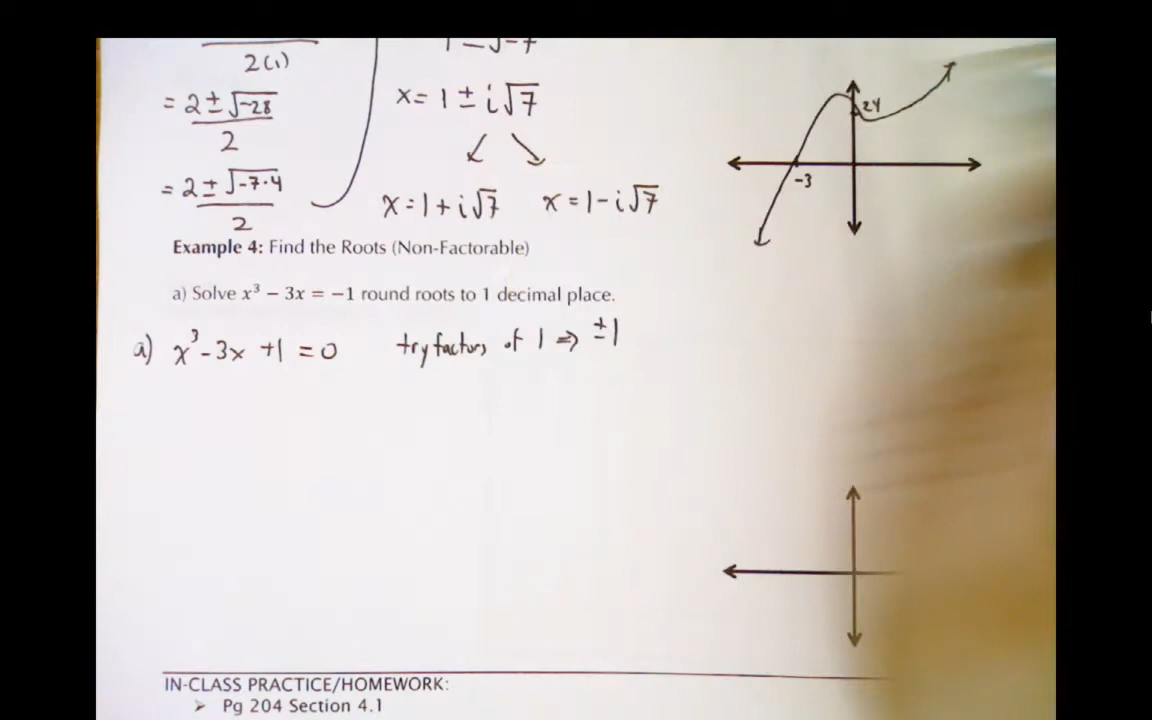 2(1)
= 2 ± √-28
2
= 2 ± √-7·4
2
x = 1 ± i√7
x = 1 + i√7 x = 1 - i√7
24
-3
Example 4: Find the Roots (Non-Factorable)
a) Solve x³ − 3x = −1 round roots to 1 decimal place.
a) x³ - 3x + 1 = 0 try factors of 1 ⇒ ±1
IN-CLASS PRACTICE/HOMEWORK:
➢ Pg 204 Section 4.1